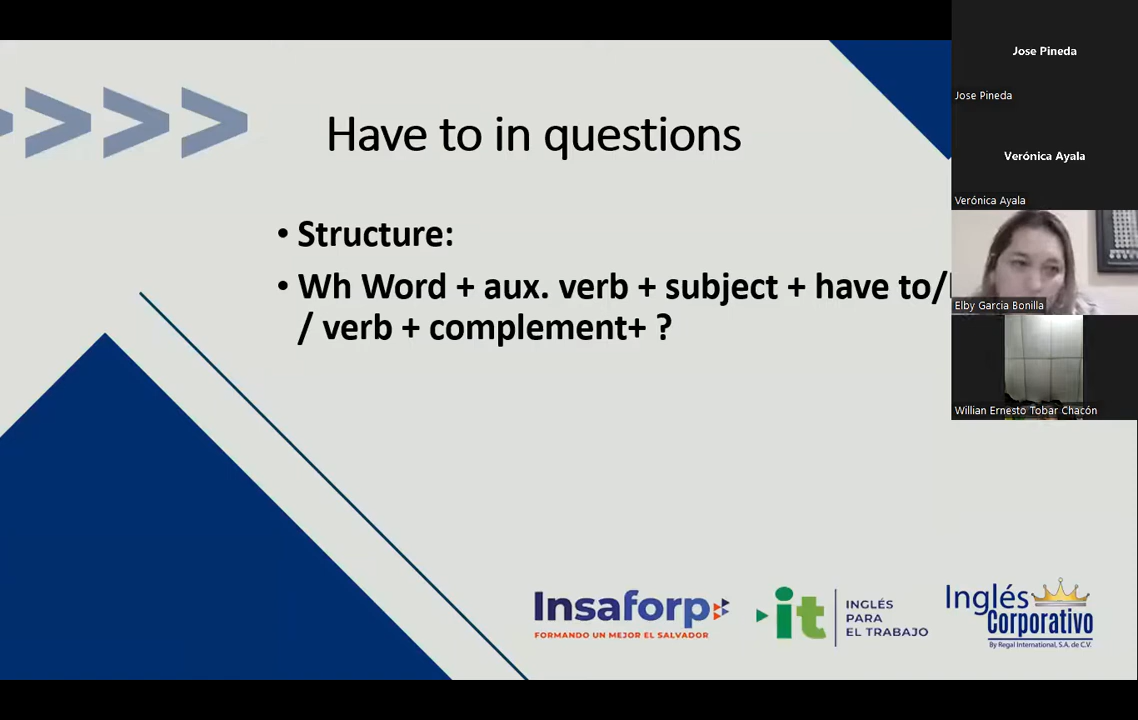 Have to in questions
• Structure:
• Wh Word + aux. verb + subject + have to/
/ verb + complement+ ?
Jose Pineda
Jose Pineda
Verónica Ayala
Verónica Ayala
Elby Garcia Bonilla
Willian Ernesto Tobar Chacón
Insaforp
FORMANDO UN MEJOR EL SALVADOR
it
INGLÉS
PARA
EL TRABAJO
Inglés
Corporativo
By Regal International, S.A. de C.V.